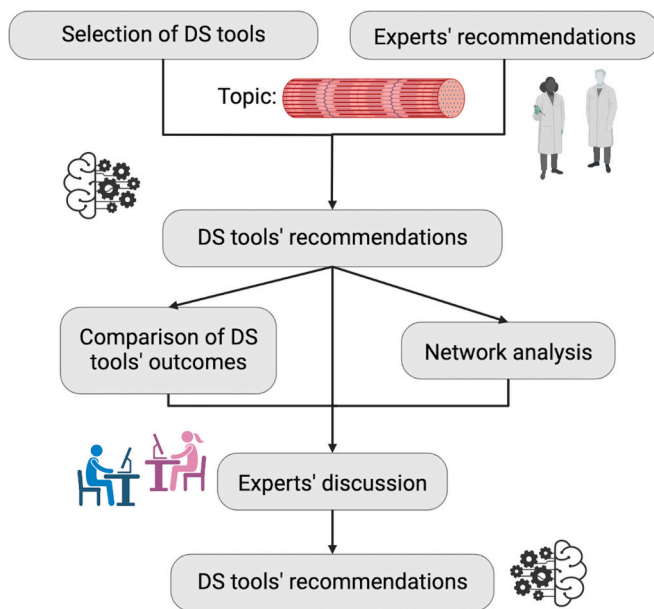 Selection of DS tools
Experts' recommendations
Topic:
DS tools' recommendations
Comparison of DS
tools' outcomes
Network analysis
Experts' discussion
DS tools' recommendations